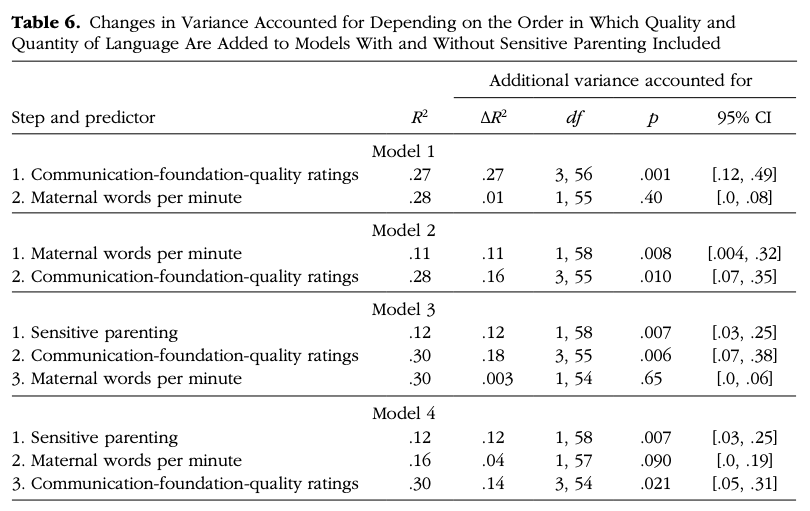 Table 6. Changes in Variance Accounted for Depending on the Order in Which Quality and
Quantity of Language Are Added to Models With and Without Sensitive Parenting Included
Additional variance accounted for
Step and predictor R² ΔR² df p 95% CI
Model 1
1. Communication-foundation-quality ratings .27 .27 3, 56 .001 [.12, .49]
2. Maternal words per minute .28 .01 1, 55 .40 [.0, .08]
Model 2
1. Maternal words per minute .11 .11 1, 58 .008 [.004, .32]
2. Communication-foundation-quality ratings .28 .16 3, 55 .010 [.07, .35]
Model 3
1. Sensitive parenting .12 .12 1, 58 .007 [.03, .25]
2. Communication-foundation-quality ratings .30 .18 3, 55 .006 [.07, .38]
3. Maternal words per minute .30 .003 1, 54 .65 [.0, .06]
Model 4
1. Sensitive parenting .12 .12 1, 58 .007 [.03, .25]
2. Maternal words per minute .16 .04 1, 57 .090 [.0, .19]
3. Communication-foundation-quality ratings .30 .14 3, 54 .021 [.05, .31]